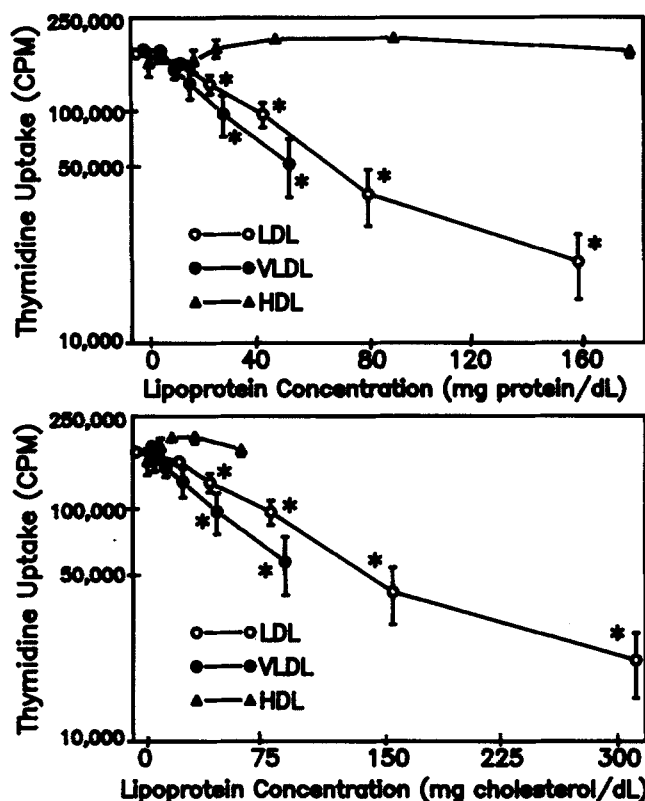 250,000
100,000
50,000
10,000
Thymidine Uptake (CPM)
*
*
*
*
*
*
LDL
VLDL
HDL
0 40 80 120 160
Lipoprotein Concentration (mg protein/dL)
250,000
100,000
50,000
10,000
Thymidine Uptake (CPM)
*
*
*
*
*
*
LDL
VLDL
HDL
0 75 150 225 300
Lipoprotein Concentration (mg cholesterol/dL)